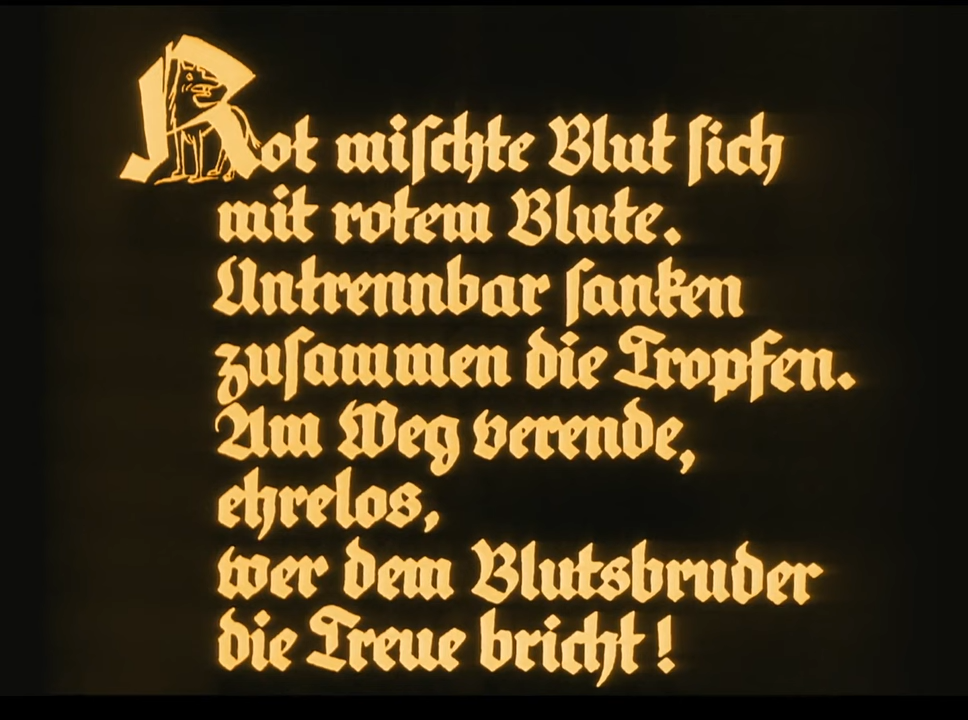 Rot mischte Blut sich
mit rotem Blute.
Untrennbar sanken
zusammen die Tropfen.
Am Weg verende,
ehrelos,
wer dem Blutsbruder
die Treue bricht!